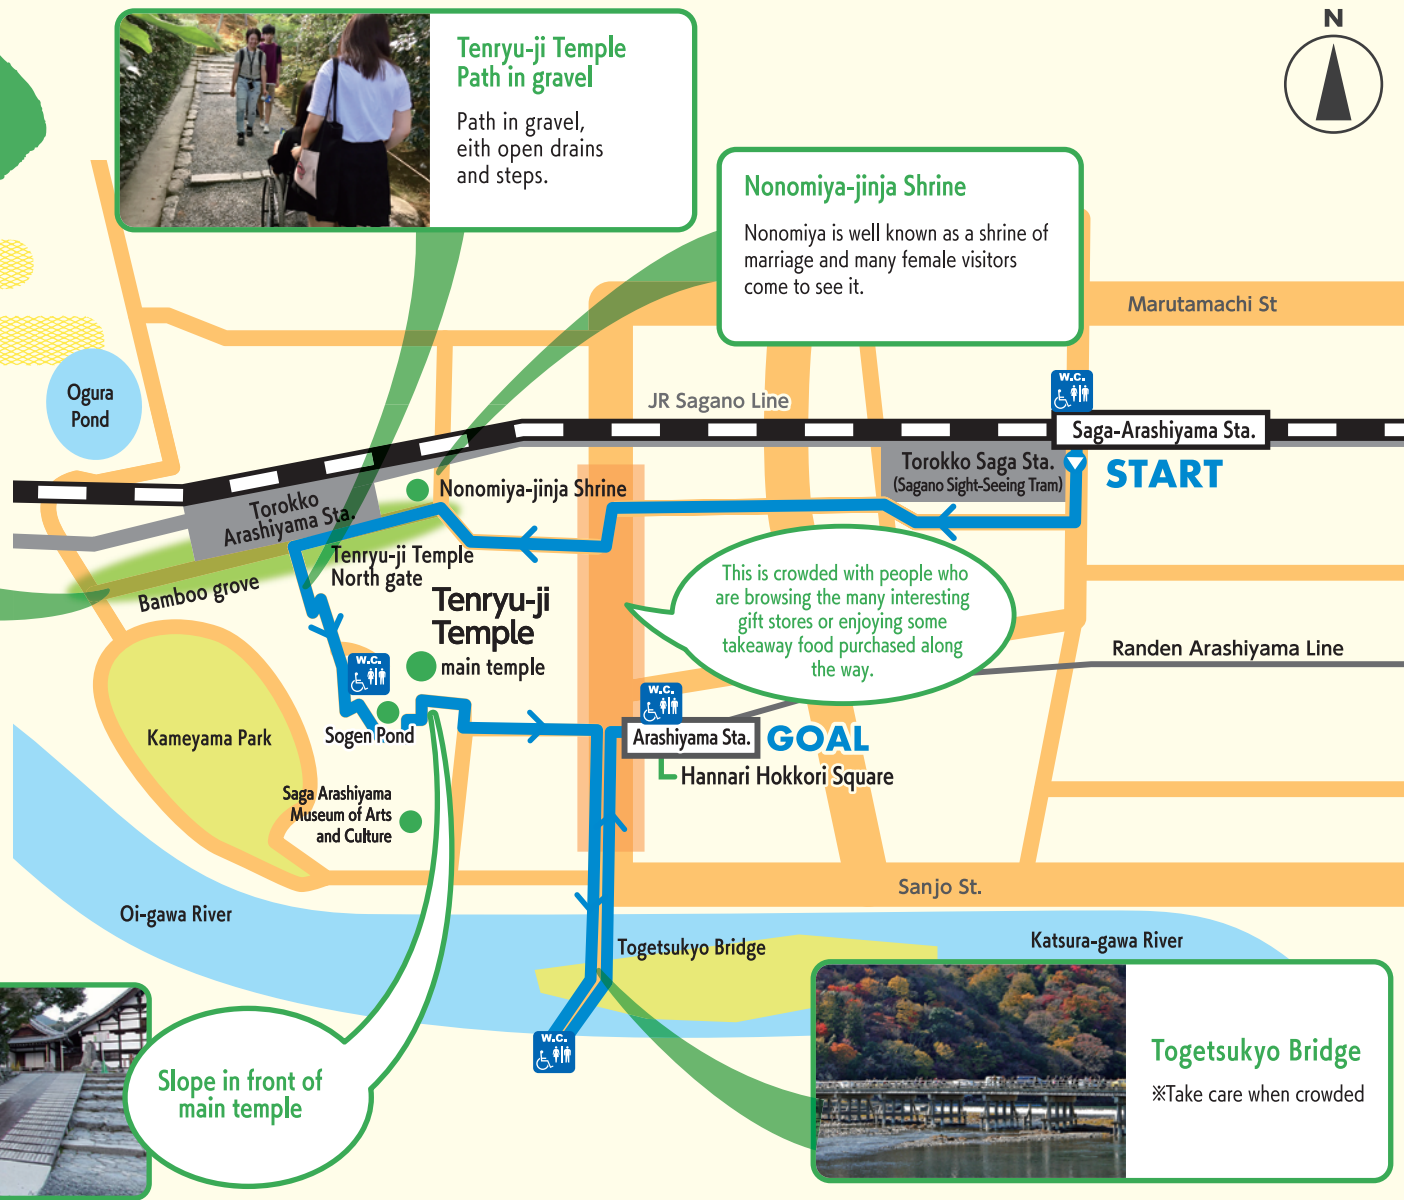 N
Tenryu-ji Temple
Path in gravel
Path in gravel,
eith open drains
and steps.
Nonomiya-jinja Shrine
Nonomiya is well known as a shrine of
marriage and many female visitors
come to see it.
Marutamachi St
Ogura
Pond
JR Sagano Line
W.C.
Saga-Arashiyama Sta.
Torokko Saga Sta.
(Sagano Sight-Seeing Tram)
START
Nonomiya-jinja Shrine
Torokko
Arashiyama Sta.
Tenryu-ji Temple
North gate
Bamboo grove
This is crowded with people who
are browsing the many interesting
gift stores or enjoying some
takeaway food purchased along
the way.
Tenryu-ji
Temple
main temple
Randen Arashiyama Line
W.C.
W.C.
Kameyama Park
Sogen Pond
Arashiyama Sta.
GOAL
Hannari Hokkori Square
Saga Arashiyama
Museum of Arts
and Culture
Sanjo St.
Oi-gawa River
Togetsukyo Bridge
Katsura-gawa River
W.C.
Slope in front of
main temple
Togetsukyo Bridge
※Take care when crowded